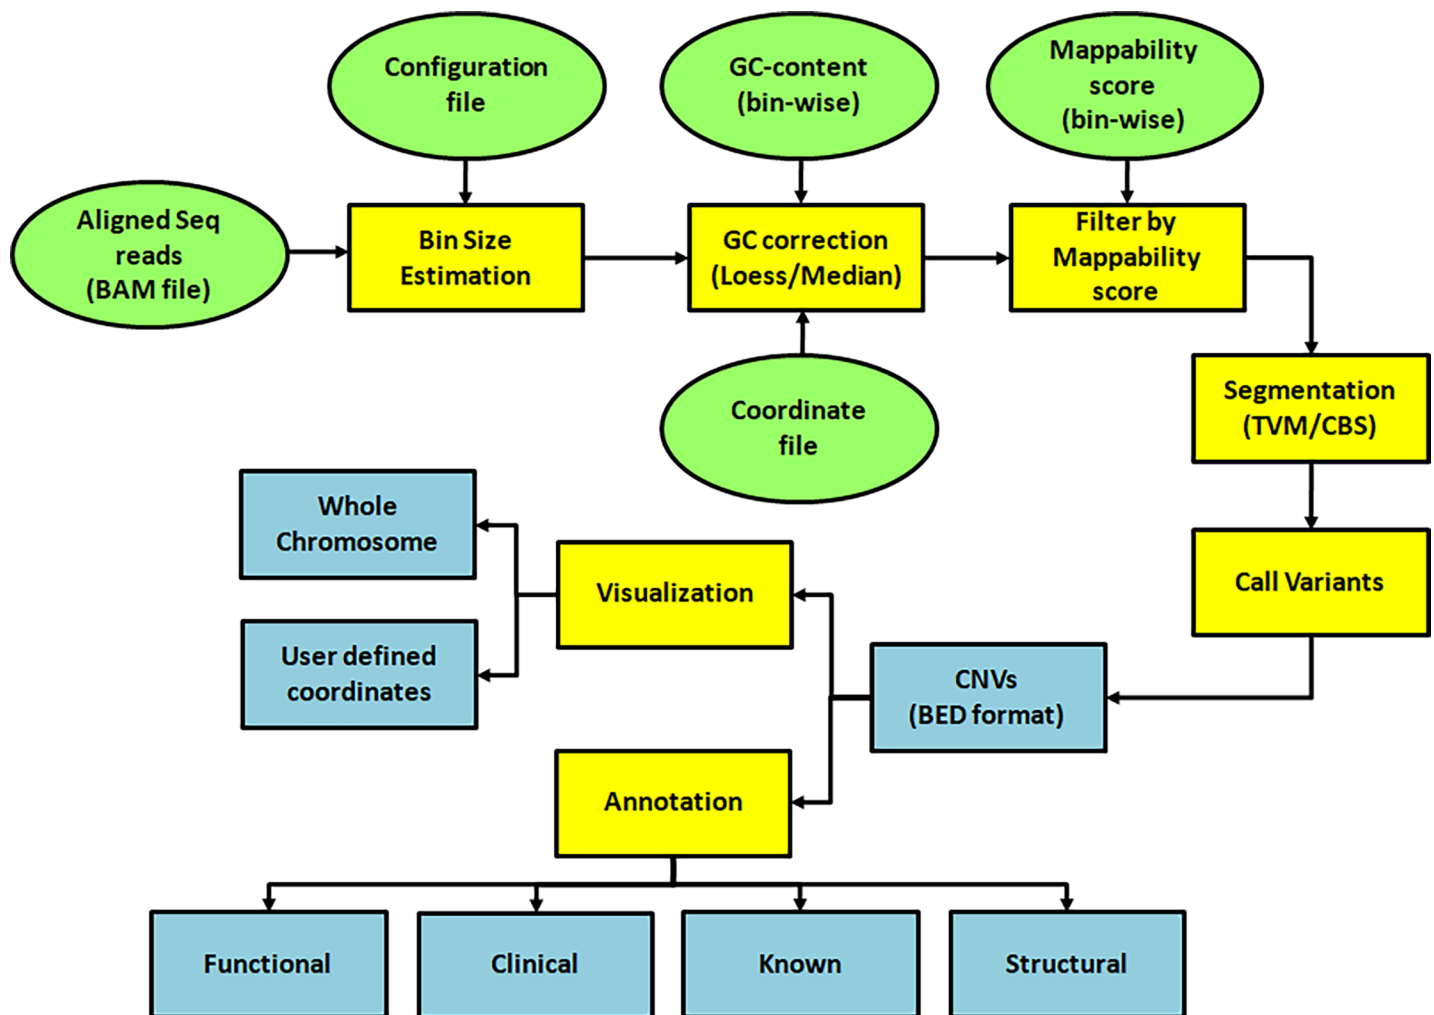 Configuration
file
GC-content
(bin-wise)
Mappability
score
(bin-wise)
Aligned Seq
reads
(BAM file)
Bin Size
Estimation
GC correction
(Loess/Median)
Filter by
Mappability
score
Coordinate
file
Segmentation
(TVM/CBS)
Call Variants
CNVs
(BED format)
Visualization
Whole
Chromosome
User defined
coordinates
Annotation
Functional
Clinical
Known
Structural